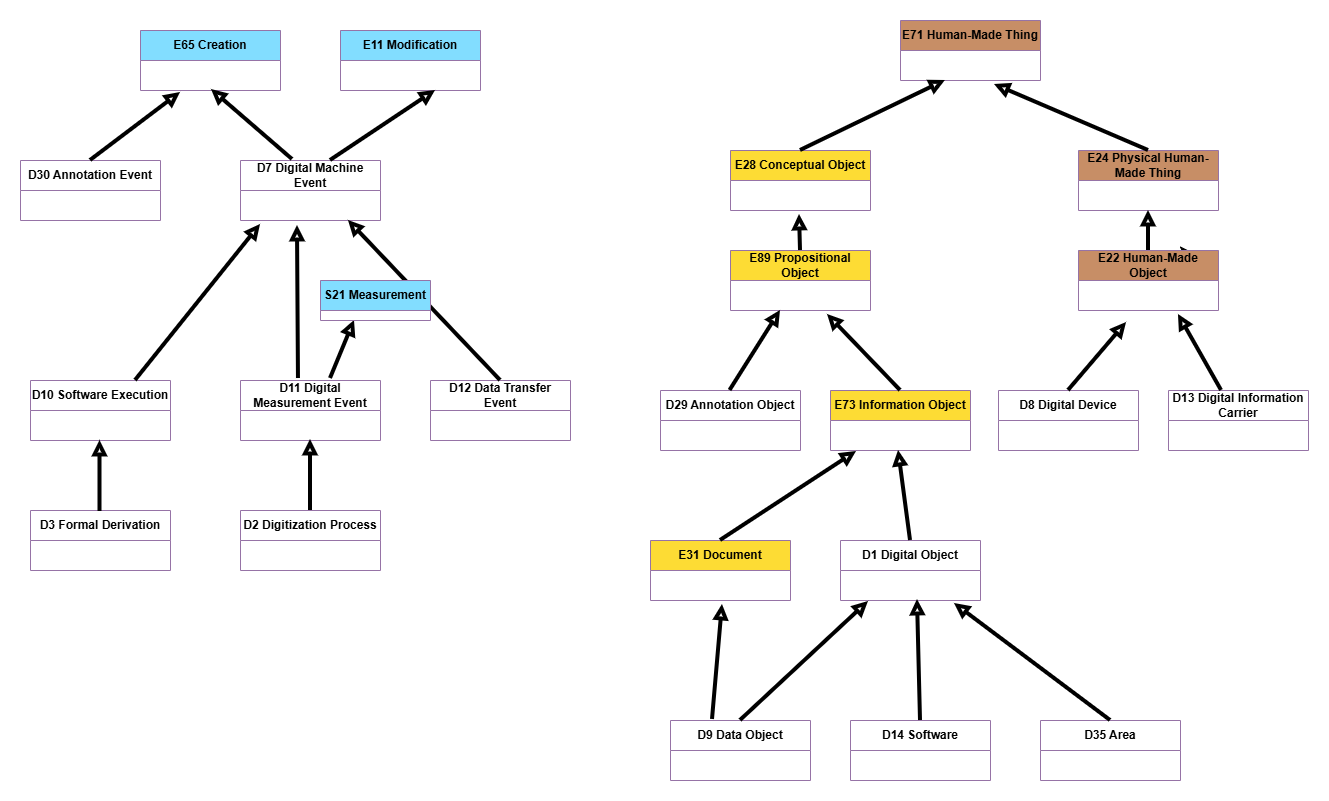 E65 Creation
E11 Modification
E71 Human-Made Thing
D30 Annotation Event
D7 Digital Machine
Event
E28 Conceptual Object
E24 Physical Human-
Made Thing
E89 Propositional
Object
E22 Human-Made
Object
S21 Measurement
D10 Software Execution
D11 Digital
Measurement Event
D12 Data Transfer
Event
D29 Annotation Object
E73 Information Object
D8 Digital Device
D13 Digital Information
Carrier
D3 Formal Derivation
D2 Digitization Process
E31 Document
D1 Digital Object
D9 Data Object
D14 Software
D35 Area